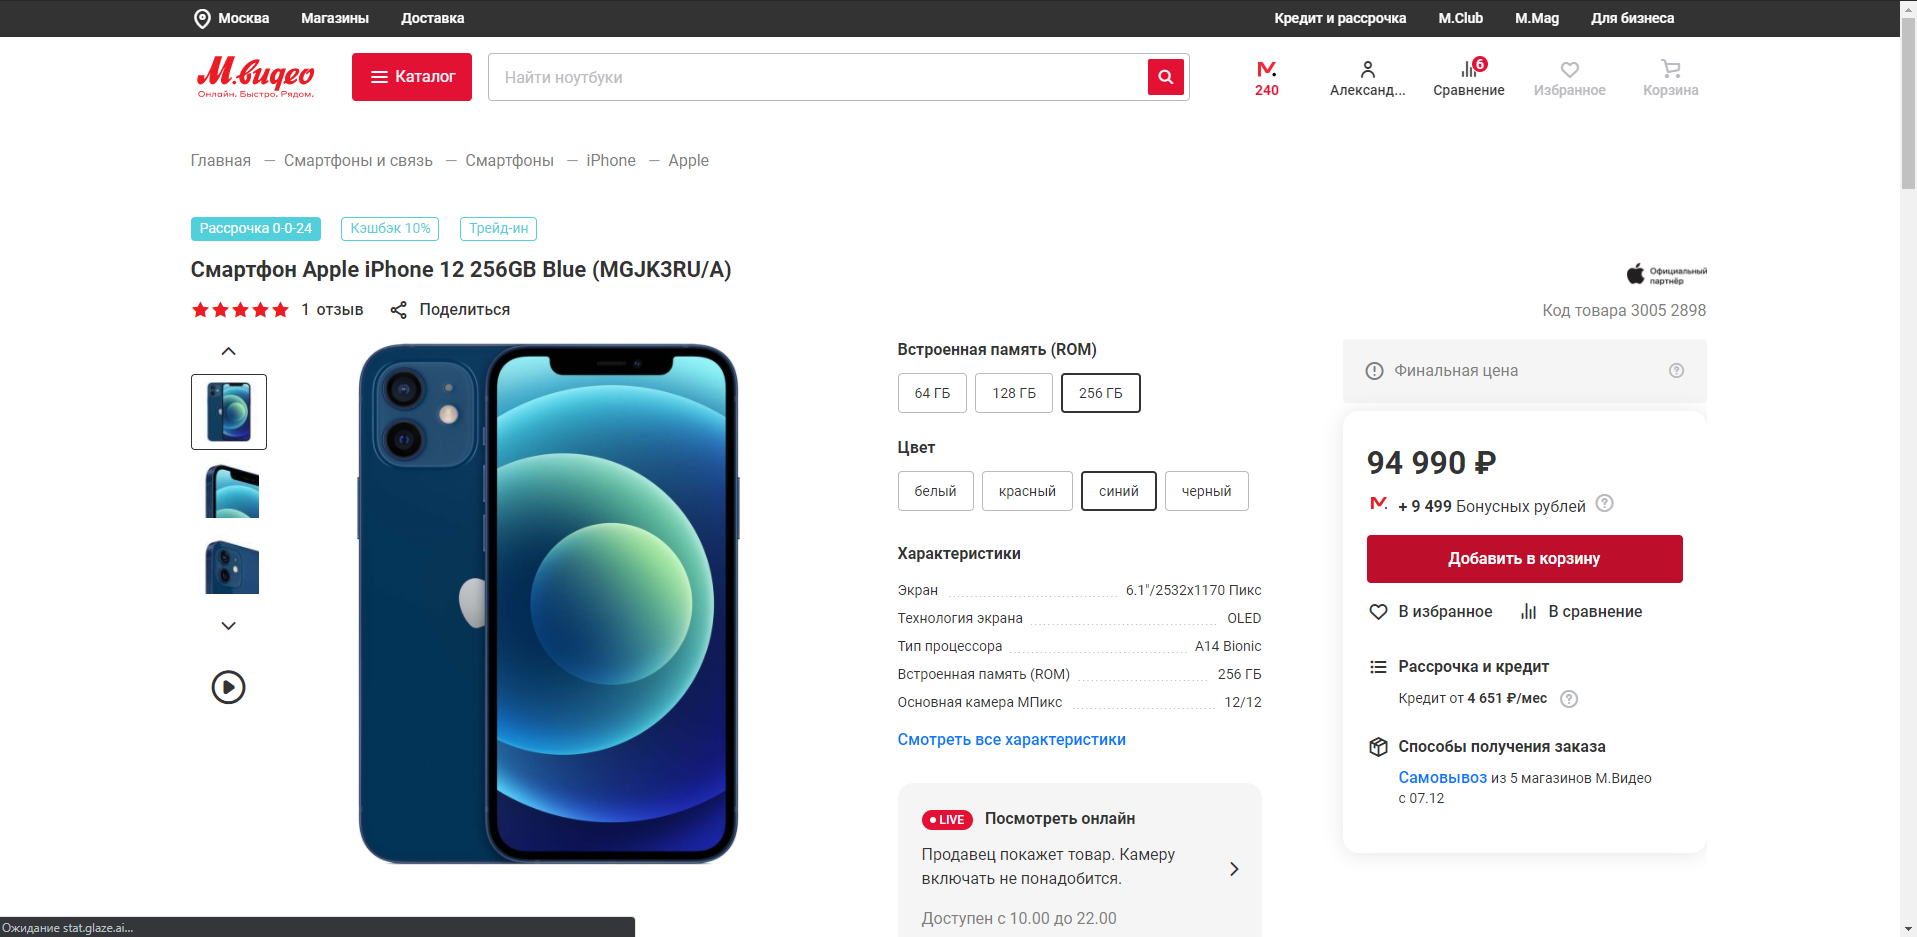 Москва Магазины Доставка Кредит и рассрочка M.Club M.Mag Для бизнеса
М.видео
Онлайн. Быстро. Рядом.
Каталог
Найти ноутбуки
240
Александ...
6
Сравнение
Избранное
Корзина
Главная — Смартфоны и связь — Смартфоны — iPhone — Apple
Рассрочка 0-0-24 Кэшбэк 10% Трейд-ин
Смартфон Apple iPhone 12 256GB Blue (MGJK3RU/A)
Официальный
партнёр
1 отзыв Поделиться
Код товара 3005 2898
Встроенная память (ROM)
64 ГБ 128 ГБ 256 ГБ
Цвет
белый красный синий черный
Характеристики
Экран 6.1"/2532x1170 Пикс
Технология экрана OLED
Тип процессора A14 Bionic
Встроенная память (ROM) 256 ГБ
Основная камера МПикс 12/12
Смотреть все характеристики
LIVE Посмотреть онлайн
Продавец покажет товар. Камеру
включать не понадобится.
Доступен с 10.00 до 22.00
Финальная цена
94 990 ₽
+ 9 499 Бонусных рублей
Добавить в корзину
В избранное В сравнение
Рассрочка и кредит
Кредит от 4 651 ₽/мес
Способы получения заказа
Самовывоз из 5 магазинов М.Видео
с 07.12
Ожидание stat.glaze.ai...